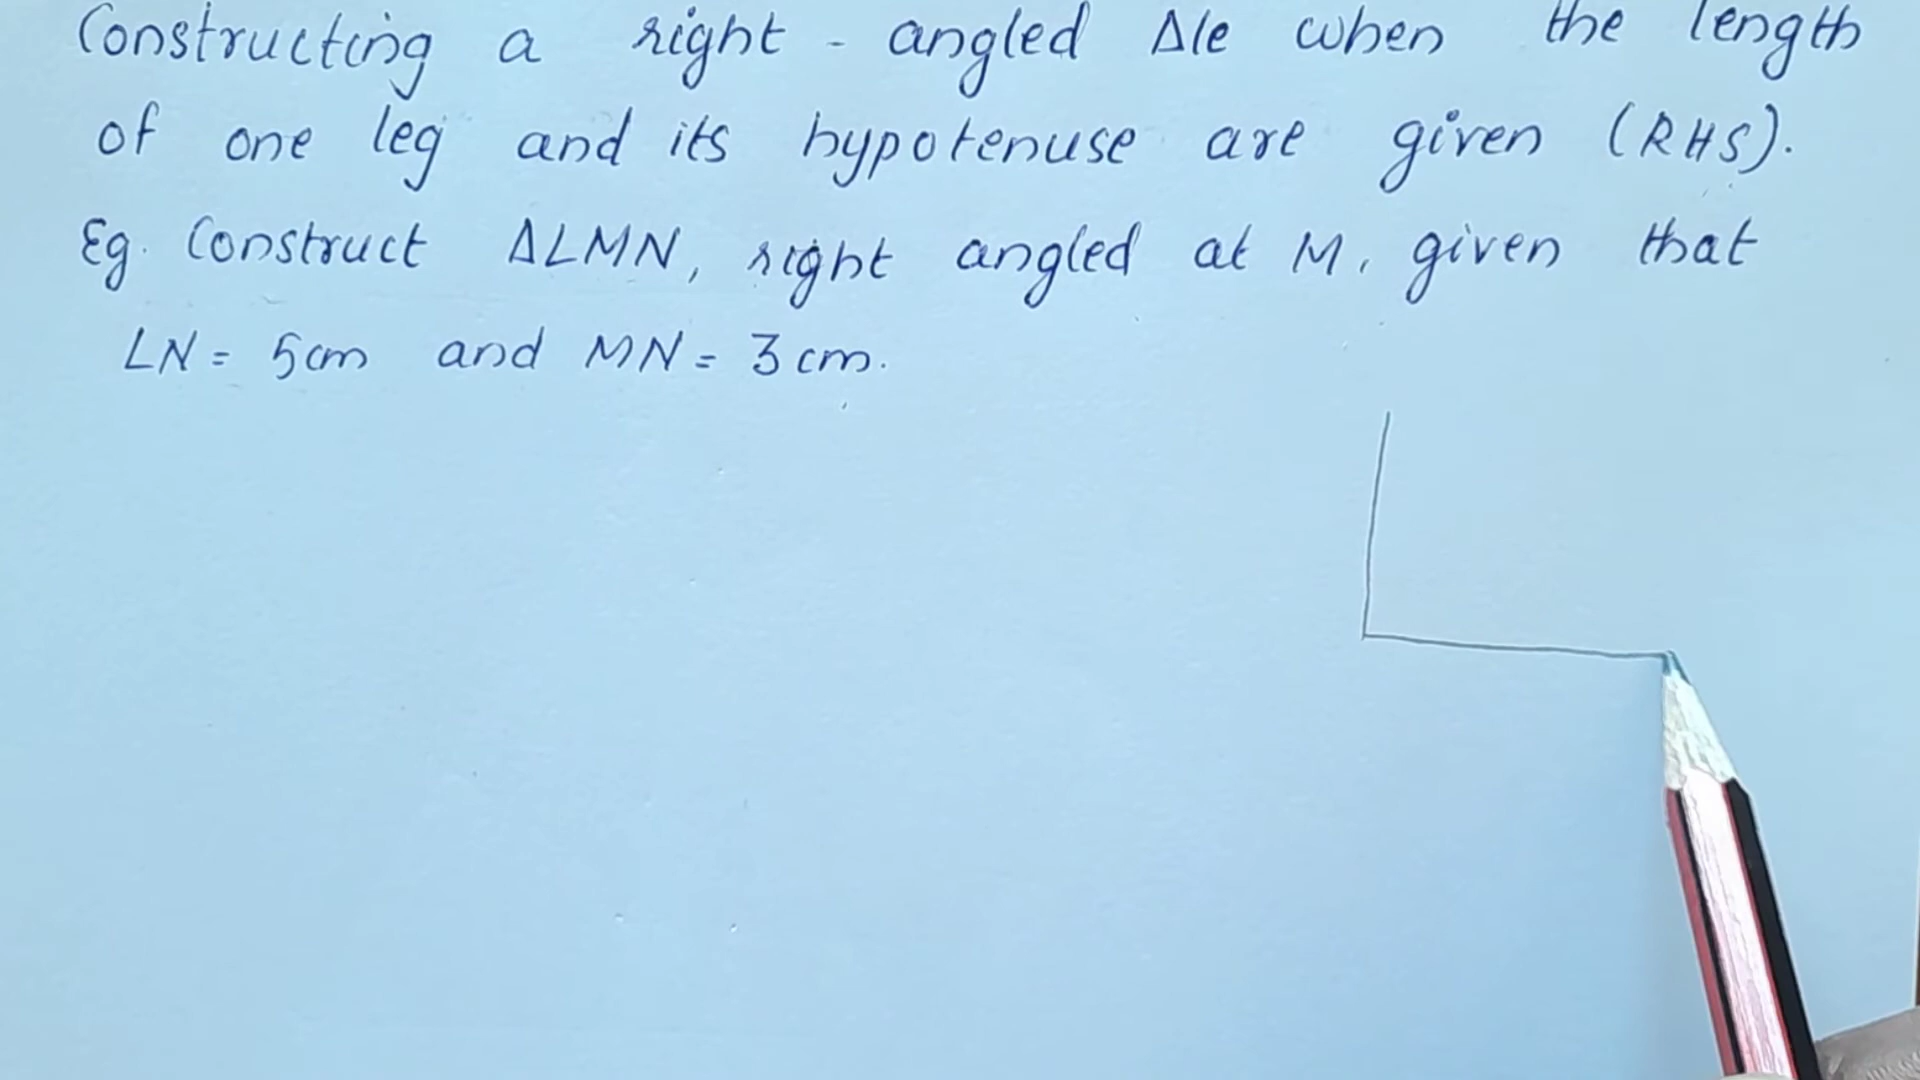 Constructing a right - angled Δle when the length
of one leg and its hypotenuse are given (RHS).
Eg. Construct ΔLMN, right angled at M, given that
LN = 5cm and MN = 3cm.